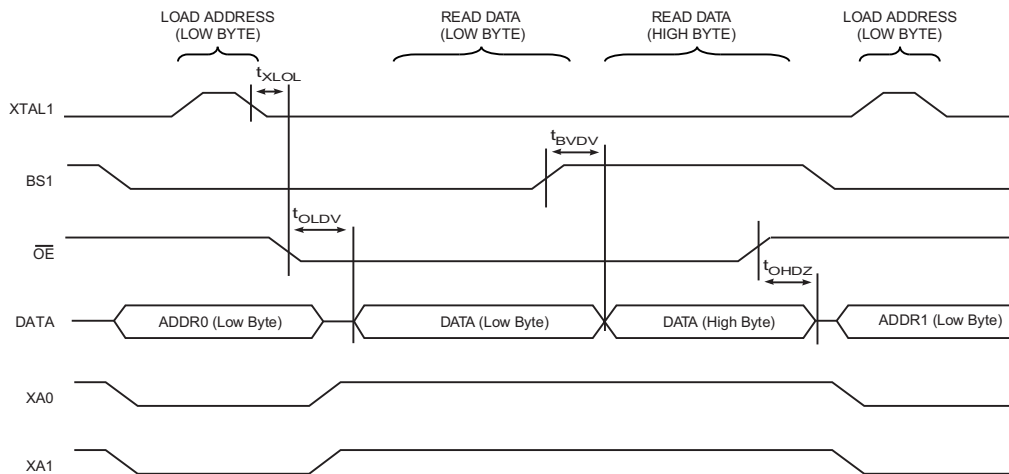 LOAD ADDRESS
(LOW BYTE)
READ DATA
(LOW BYTE)
READ DATA
(HIGH BYTE)
LOAD ADDRESS
(LOW BYTE)
tXLOL
XTAL1
tBVDV
BS1
tOLDV
OE
tOHDZ
DATA
ADDR0 (Low Byte)
DATA (Low Byte)
DATA (High Byte)
ADDR1 (Low Byte)
XA0
XA1